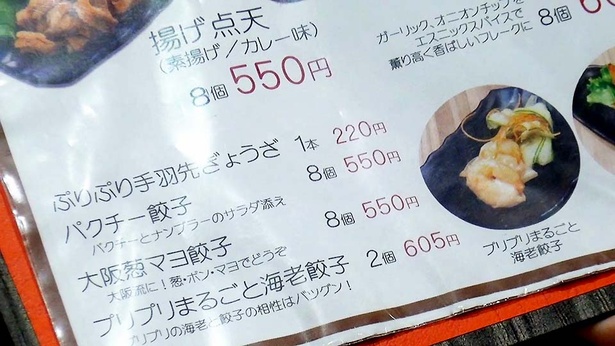 揚げ点天
(素揚げ/カレー味)
8個 550円
ガーリック、オニオンチップを
エスニックスパイスで
薫り高く香ばしいフレークに
8個
ぷりぷり手羽先ぎょうざ 1本 220円
パクチー餃子 8個 550円
パクチーとナンプラーのサラダ添え
大阪葱マヨ餃子 8個 550円
大阪流に!葱・ポン・マヨでどうぞ
プリプリまるごと海老餃子 2個 605円
プリプリの海老と餃子の相性はバツグン!
プリプリまるごと
海老餃子